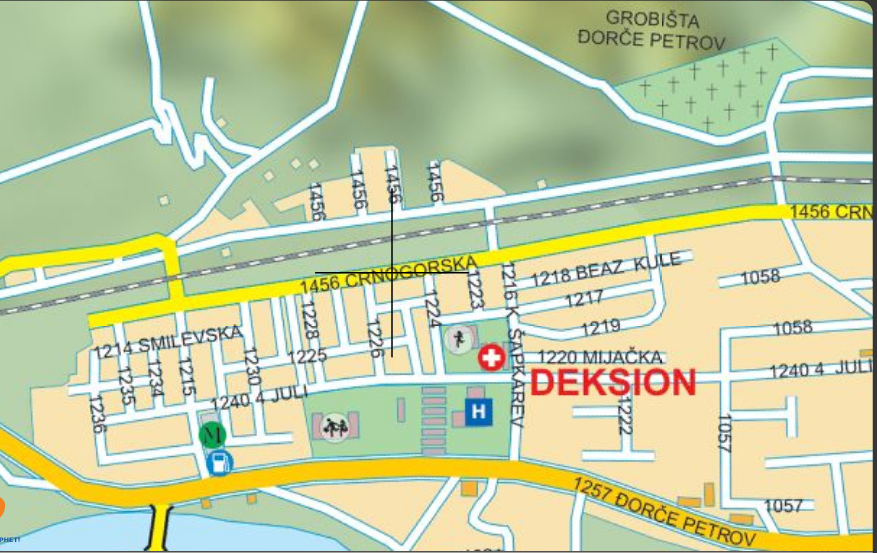 GROBIŠTA
ĐORČE PETROV
1456
1456
1456
1456
1456 CRN
1456 CRNOGORSKA
1218 BEAZ KULE
1058
1223
1216 K. ŠAPKAREV
1217
1224
1228
1219
1058
1214 SMILEVSKA
1226
1225
1220 MIJAČKA
1240 4 JULI
DEKSION
1230
1215
1234
1235
1240 4 JULI
1236
1222
1057
H
M
1257 ĐORČE PETROV
1057